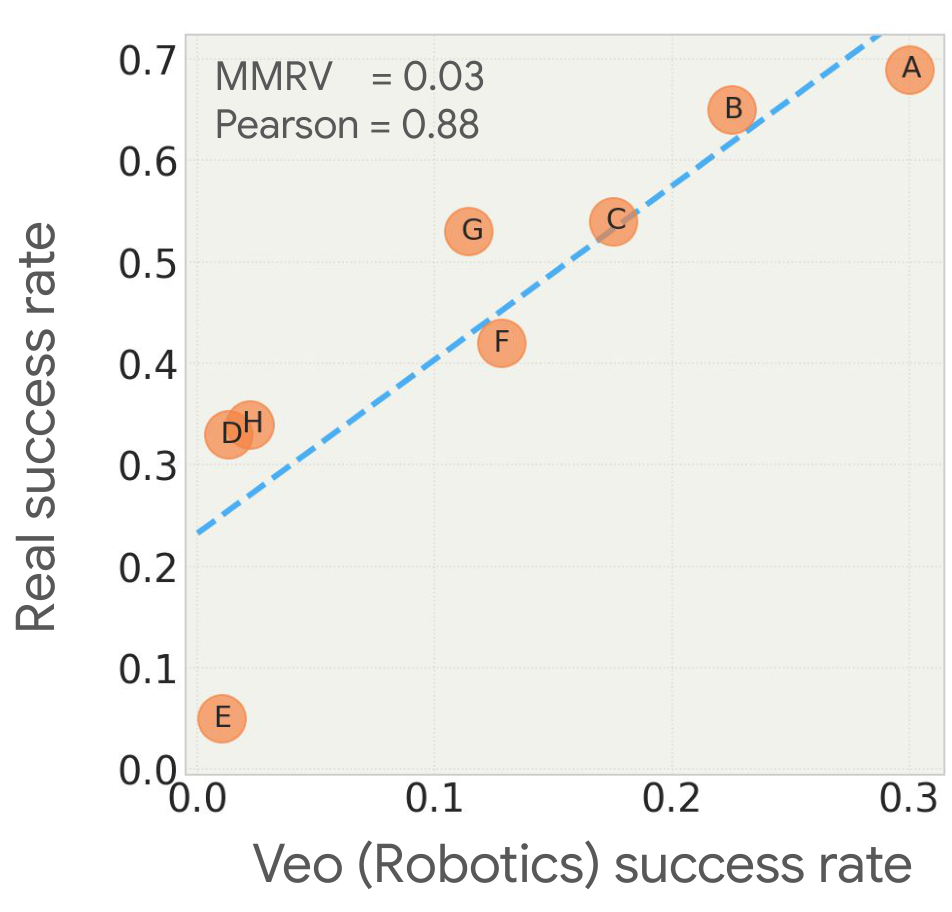 MMRV = 0.03
Pearson = 0.88
Real success rate
0.7
0.6
0.5
0.4
0.3
0.2
0.1
0.0
A
B
C
G
F
H
D
E
0.0 0.1 0.2 0.3
Veo (Robotics) success rate